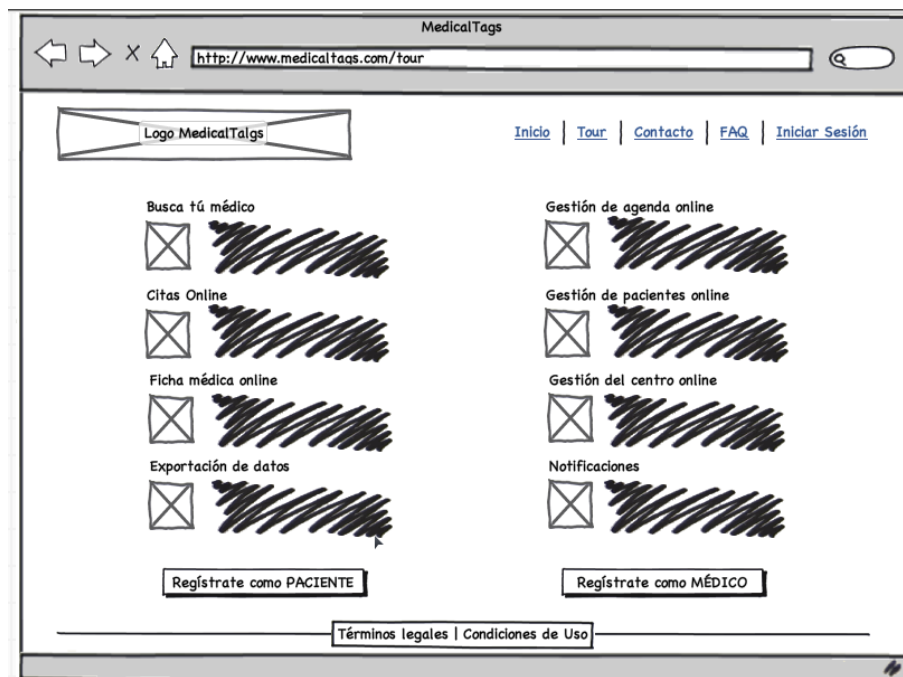 MedicalTags
http://www.medicaltags.com/tour
Logo MedicalTalgs
Inicio | Tour | Contacto | FAQ | Iniciar Sesión
Busca tú médico
Citas Online
Ficha médica online
Exportación de datos
Regístrate como PACIENTE
Gestión de agenda online
Gestión de pacientes online
Gestión del centro online
Notificaciones
Regístrate como MÉDICO
Términos legales | Condiciones de Uso